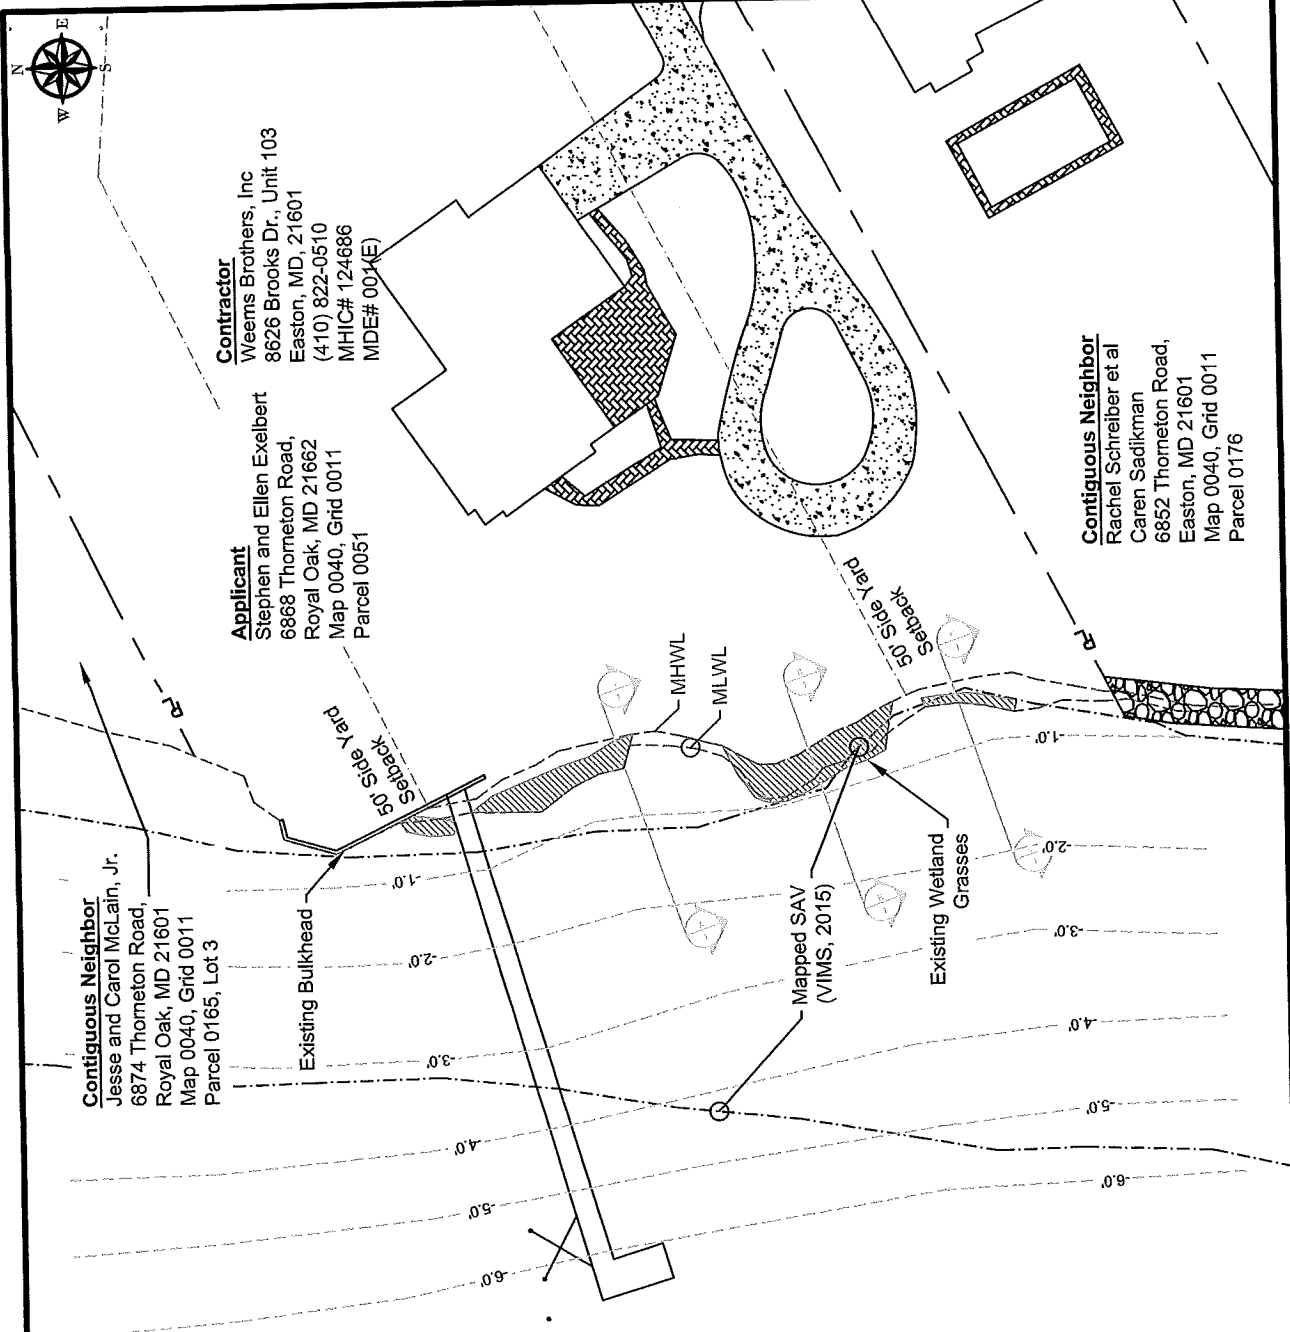 N
E
S
W
Contractor
Weems Brothers, Inc
8626 Brooks Dr., Unit 103
Easton, MD, 21601
(410) 822-0510
MHIC# 124686
MDE# 001(E)
Applicant
Stephen and Ellen Exelbert
6868 Thorneton Road,
Royal Oak, MD 21662
Map 0040, Grid 0011
Parcel 0051
Contiguous Neighbor
Rachel Schreiber et al
Caren Sadikman
6852 Thorneton Road,
Easton, MD 21601
Map 0040, Grid 0011
Parcel 0176
Contiguous Neighbor
Jesse and Carol McLain, Jr.
6874 Thorneton Road,
Royal Oak, MD 21601
Map 0040, Grid 0011
Parcel 0165, Lot 3
50' Side Yard
Setback
50' Side Yard
Setback
PL
PL
MHWL
MLWL
Existing Bulkhead
Mapped SAV
(VIMS, 2015)
Existing Wetland
Grasses
-1.0'
-2.0'
-3.0'
-4.0'
-5.0'
-6.0'
-1.0'
-2.0'
-3.0'
-4.0'
-5.0'
-6.0'